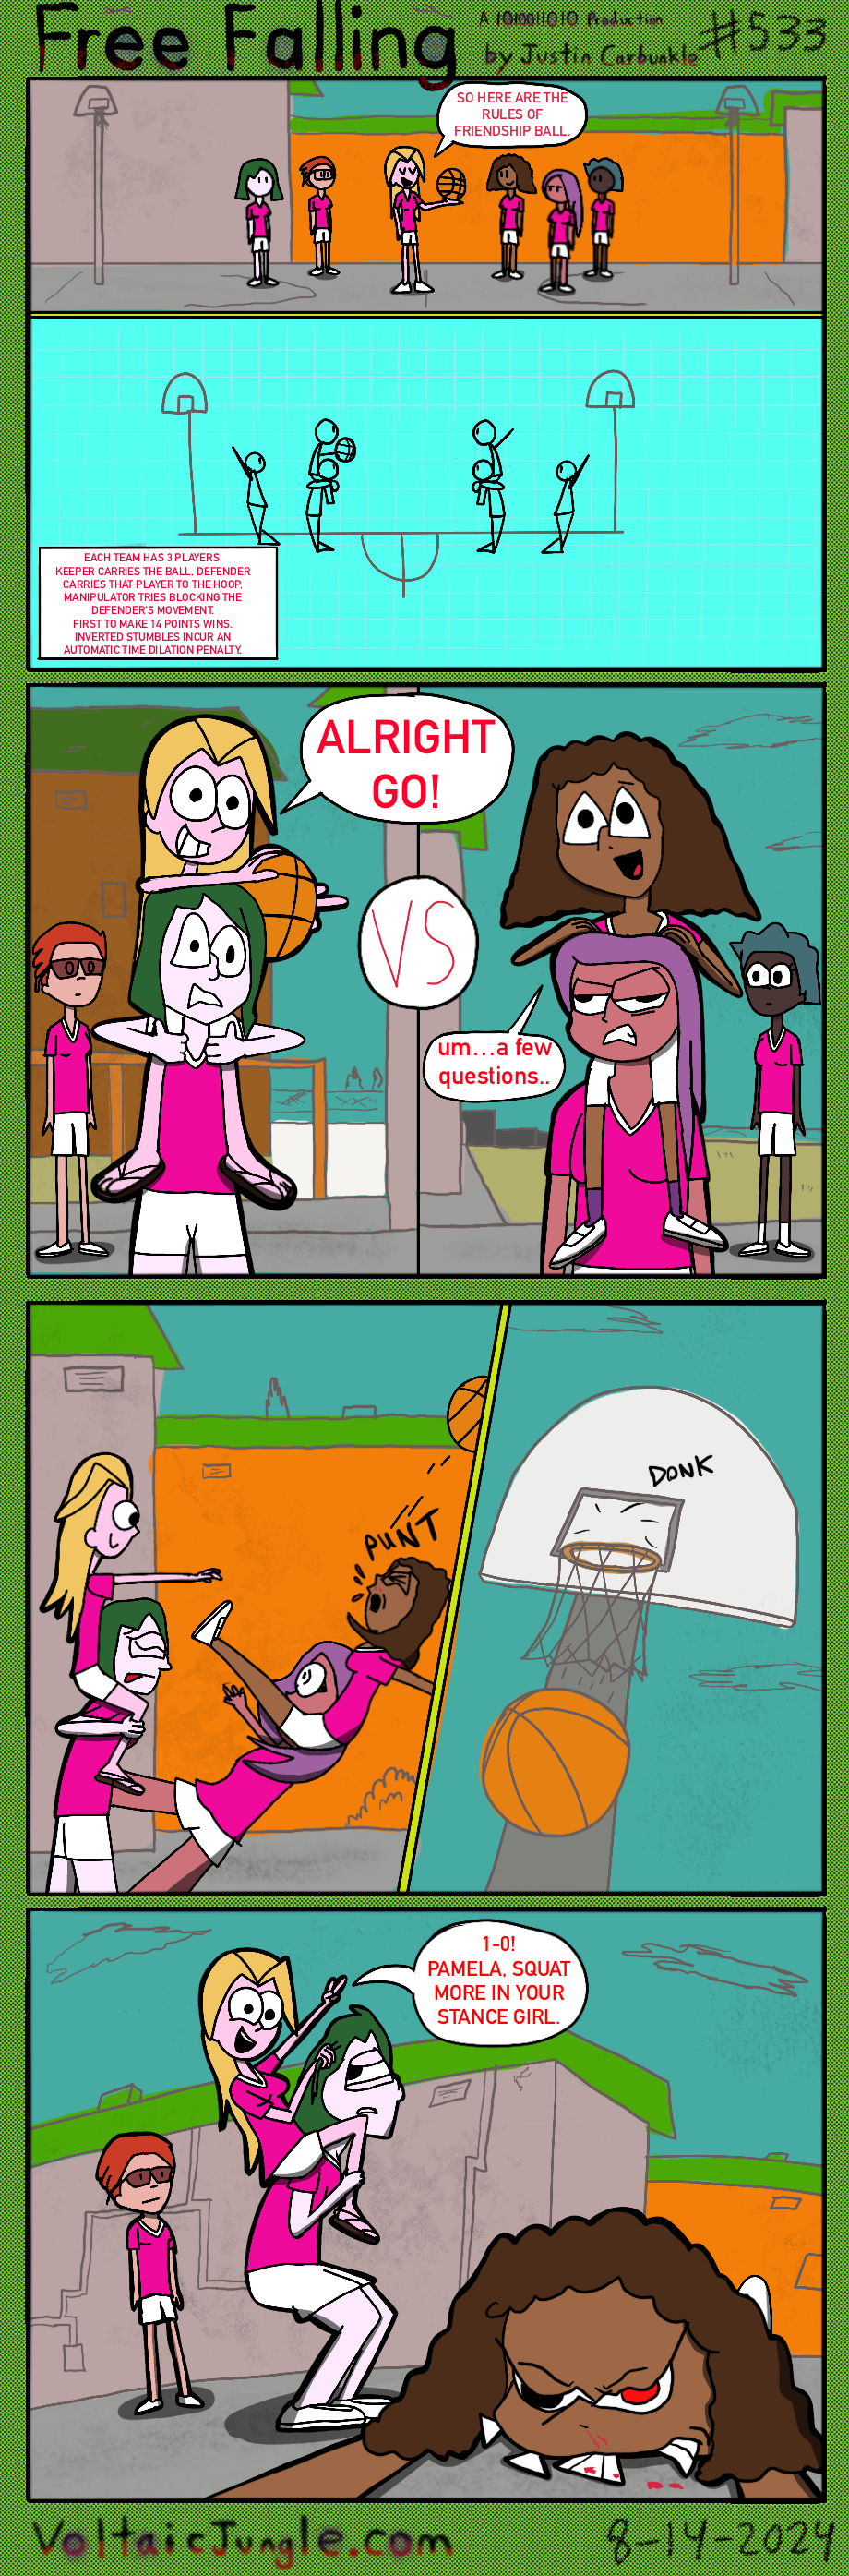 Free Falling
A 1010011010 Production
by Justin Carbunkle
#533
SO HERE ARE THE
RULES OF
FRIENDSHIP BALL.
EACH TEAM HAS 3 PLAYERS.
KEEPER CARRIES THE BALL, DEFENDER
CARRIES THAT PLAYER TO THE HOOP,
MANIPULATOR TRIES BLOCKING THE
DEFENDER'S MOVEMENT.
FIRST TO MAKE 14 POINTS WINS.
INVERTED STUMBLES INCUR AN
AUTOMATIC TIME DILATION PENALTY.
ALRIGHT
GO!
VS
um...a few
questions..
PUNT
DONK
1-0!
PAMELA, SQUAT
MORE IN YOUR
STANCE GIRL.
VoltaicJungle.com
8-14-2024